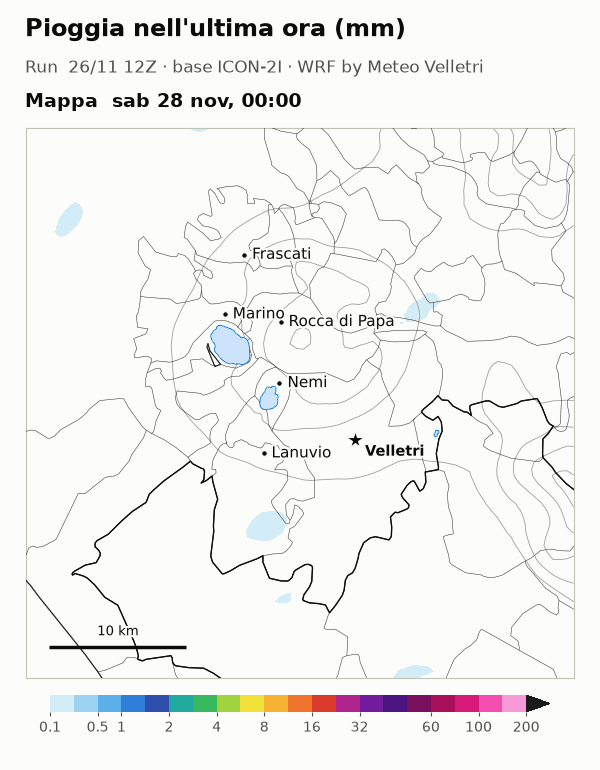 Pioggia nell'ultima ora (mm)
Run  26/11 12Z · base ICON-2I · WRF by Meteo Velletri
Mappa  sab 28 nov, 00:00
Frascati
Marino
Rocca di Papa
Nemi
Velletri
Lanuvio
10 km
0.1 0.5 1 2 4 8 16 32 60 100 200